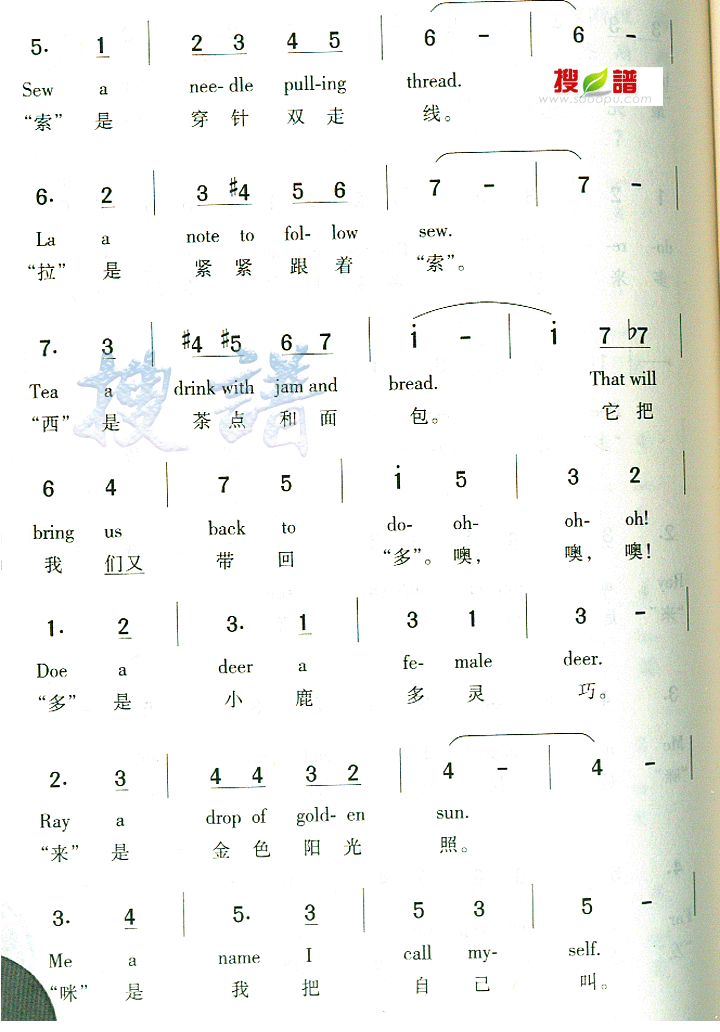 5. 1 | 2 3 4 5 | 6 - | 6 -
Sew a nee- dle pull-ing thread.
“索” 是 穿 针 双 走 线。
搜谱
www.sooopu.com
6. 2 | 3 #4 5 6 | 7 - | 7 - |
La a note to fol- low sew.
“拉” 是 紧 紧 跟 着 “索”。
7. 3 | #4 #5 6 7 | i - | i 7 b7 |
Tea a drink with jam and bread. That will
“西” 是 茶 点 和 面 包。 它 把
搜谱
6 4 | 7 5 | i 5 | 3 2 |
bring us back to do- oh- oh- oh!
我 们又 带 回 “多”。噢, 噢, 噢!
1. 2 | 3. 1 | 3 1 | 3 - |
Doe a deer a fe- male deer.
“多” 是 小 鹿 多 灵 巧。
2. 3 | 4 4 3 2 | 4 - | 4 - |
Ray a drop of gold- en sun.
“来” 是 金 色 阳 光 照。
3. 4 | 5. 3 | 5 3 | 5 - |
Me a name I call my- self.
“咪” 是 我 把 自 己 叫。